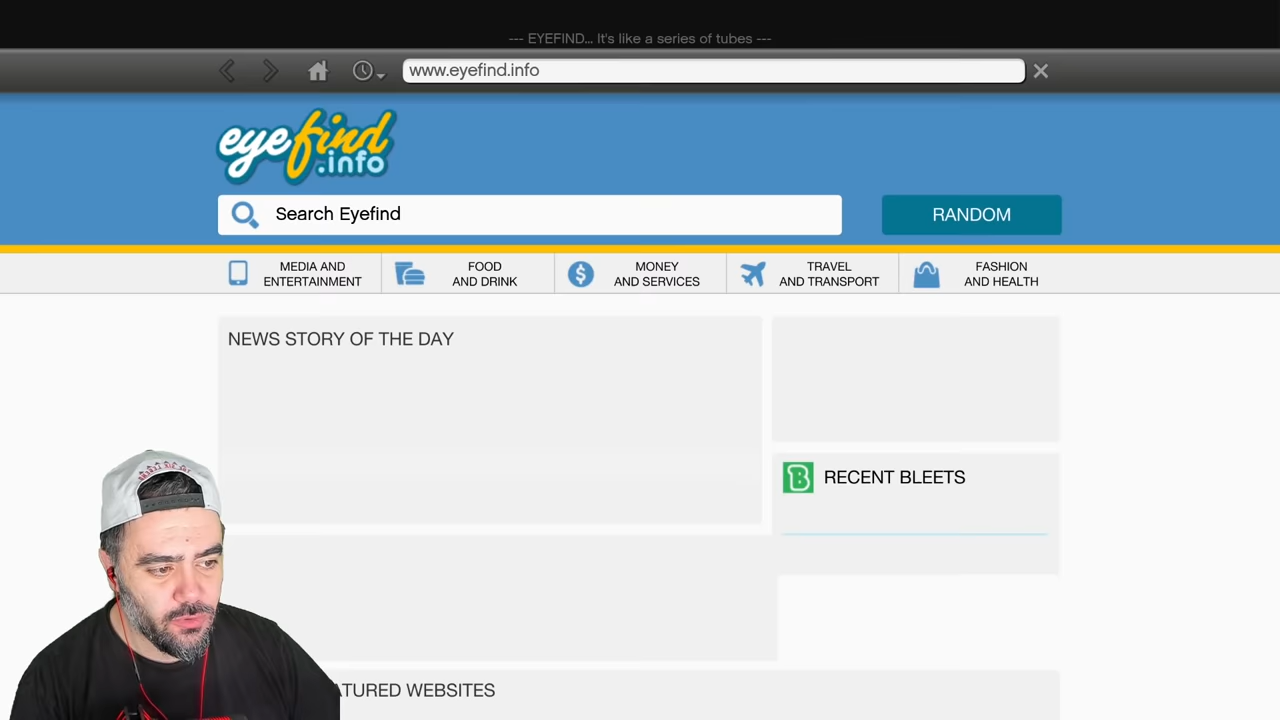 --- EYEFIND... It's like a series of tubes ---
www.eyefind.info
eyefind
.info
Search Eyefind
RANDOM
MEDIA AND
ENTERTAINMENT
FOOD
AND DRINK
MONEY
AND SERVICES
TRAVEL
AND TRANSPORT
FASHION
AND HEALTH
NEWS STORY OF THE DAY
B RECENT BLEETS
ATURED WEBSITES